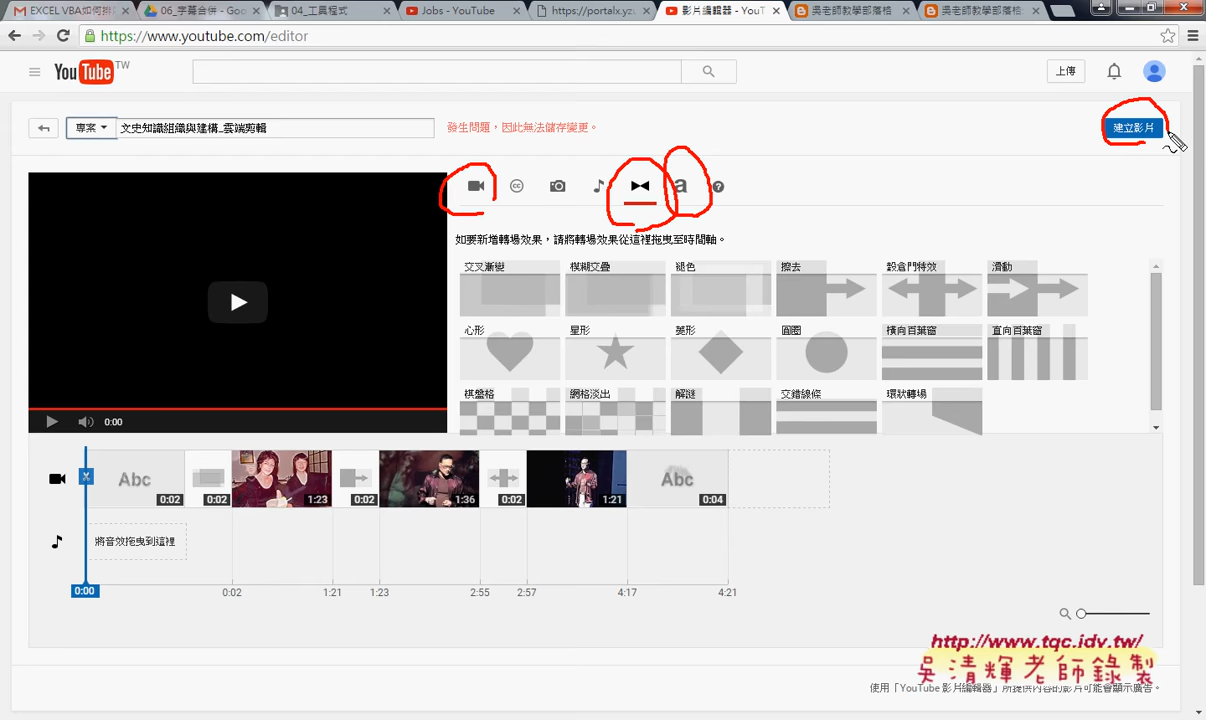 EXCEL VBA如何排除
06_字幕合併 - Goo
04_工具程式
Jobs - YouTube
https://portalx.yz
影片編輯器 - YouT
吳老師教學部落格
吳老師教學部落格
https://www.youtube.com/editor
YouTube TW
上傳
專案
文史知識組織與建構_雲端剪輯
發生問題，因此無法儲存變更。
建立影片
cc
a
?
如要新增轉場效果，請將轉場效果從這裡拖曳至時間軸。
交叉漸變 模糊交疊 褪色 擦去 穀倉門特效 滑動
心形 星形 菱形 圓圈 橫向百葉窗 直向百葉窗
棋盤格 網格淡出 解謎 交錯線條 環狀轉場
0:00
Abc 0:02 0:02 1:23 0:02 1:36 0:02 1:21 Abc 0:04
將音效拖曳到這裡
0:00 0:02 1:21 1:23 2:55 2:57 4:17 4:21
http://www.tqc.idv.tw/
吳清輝老師錄製
使用「YouTube 影片編輯器」所提供內容的影片可能會顯示廣告。